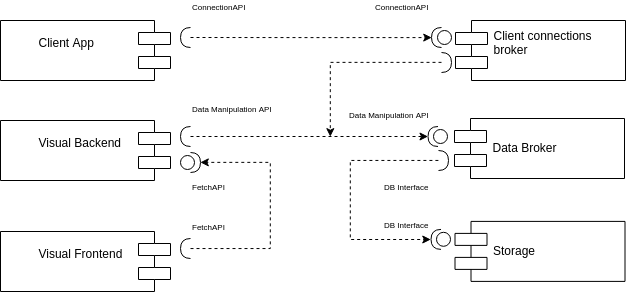 ConnectionAPI
ConnectionAPI
Client App
Client connections
broker
Data Manipulation API
Data Manipulation API
Visual Backend
Data Broker
FetchAPI
DB Interface
FetchAPI
DB Interface
Visual Frontend
Storage